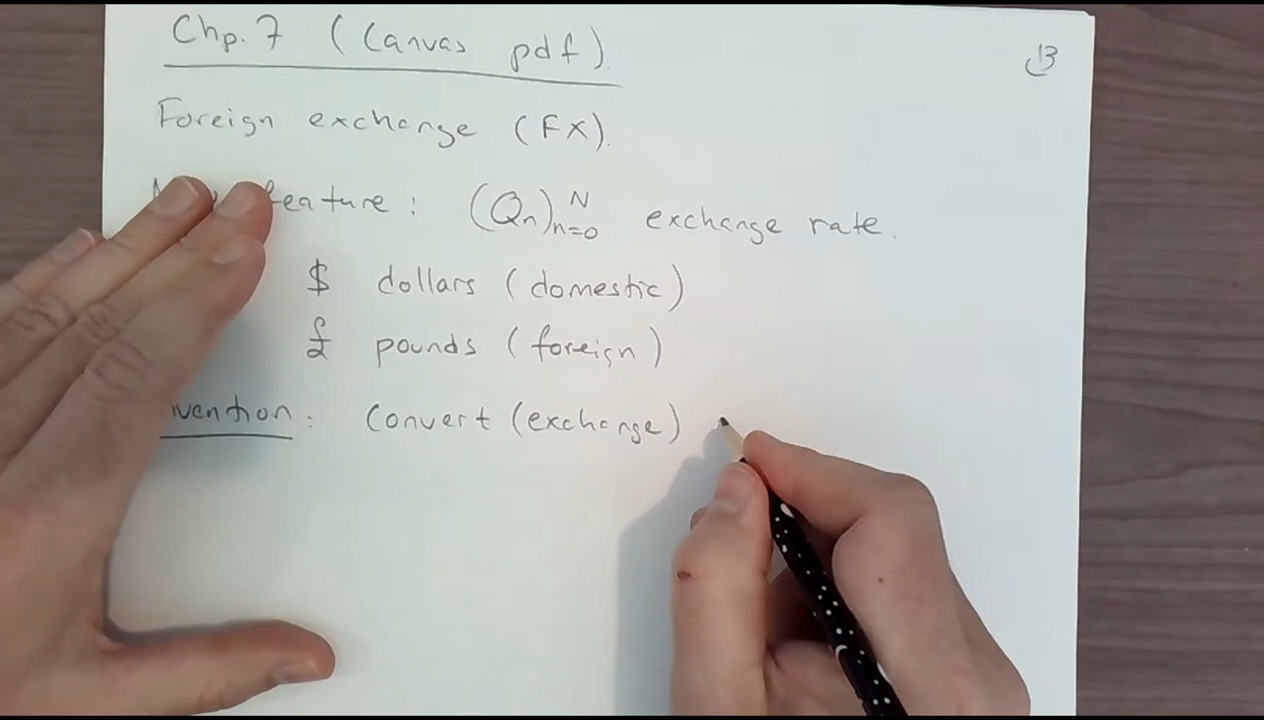 Chp. 7 (Canvas pdf).
13
Foreign exchange (FX).
feature : (Qn)n=0 N exchange rate.
$ dollars (domestic)
£ pounds (foreign)
vention : Convert (exchange)